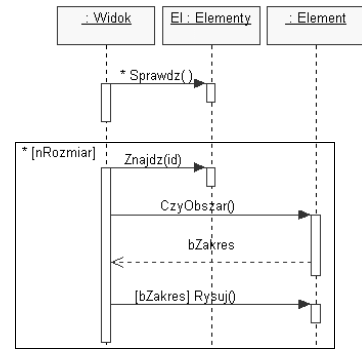 : Widok
El : Elementy
: Element
* Sprawdz( )
* [nRozmiar]
Znajdz(id)
CzyObszar()
bZakres
[bZakres] Rysuj()